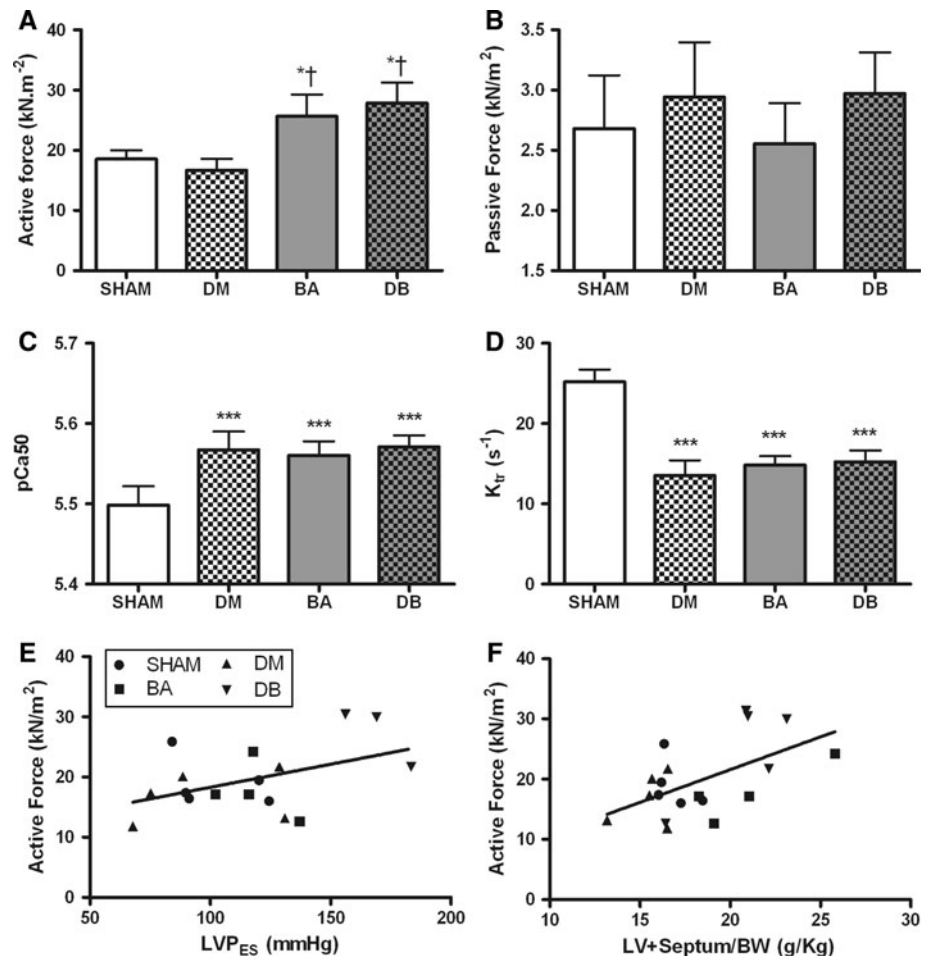 A
Active force (kN.m⁻²)
40
30
20
10
0
*†
*†
SHAM DM BA DB
B
Passive Force (kN/m²)
3.5
3.0
2.5
2.0
1.5
SHAM DM BA DB
C
pCa50
5.7
5.6
5.5
5.4
***
***
***
SHAM DM BA DB
D
Ktr (s⁻¹)
30
20
10
0
***
***
***
SHAM DM BA DB
E
Active Force (kN/m²)
40
30
20
10
0
SHAM DM
BA DB
50 100 150 200
LVPES (mmHg)
F
Active Force (kN/m²)
40
30
20
10
0
10 15 20 25 30
LV+Septum/BW (g/Kg)